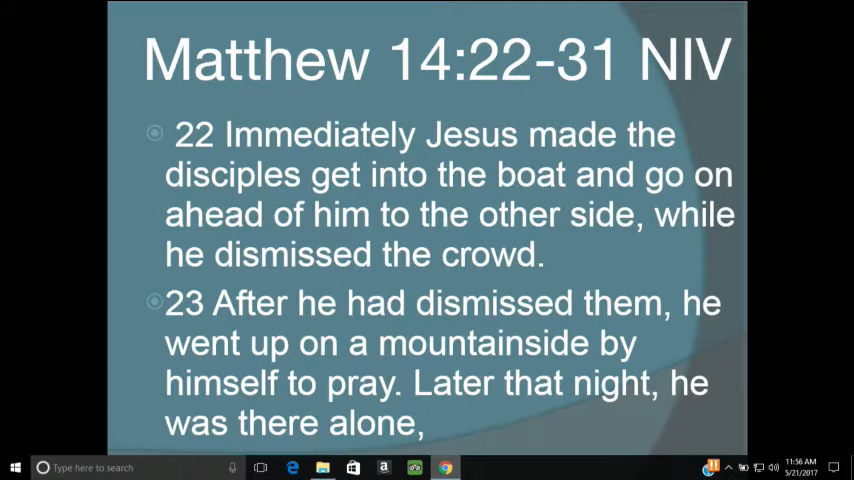 Matthew 14:22-31 NIV
22 Immediately Jesus made the
disciples get into the boat and go on
ahead of him to the other side, while
he dismissed the crowd.
23 After he had dismissed them, he
went up on a mountainside by
himself to pray. Later that night, he
was there alone,
Type here to search
11:56 AM
5/21/2017